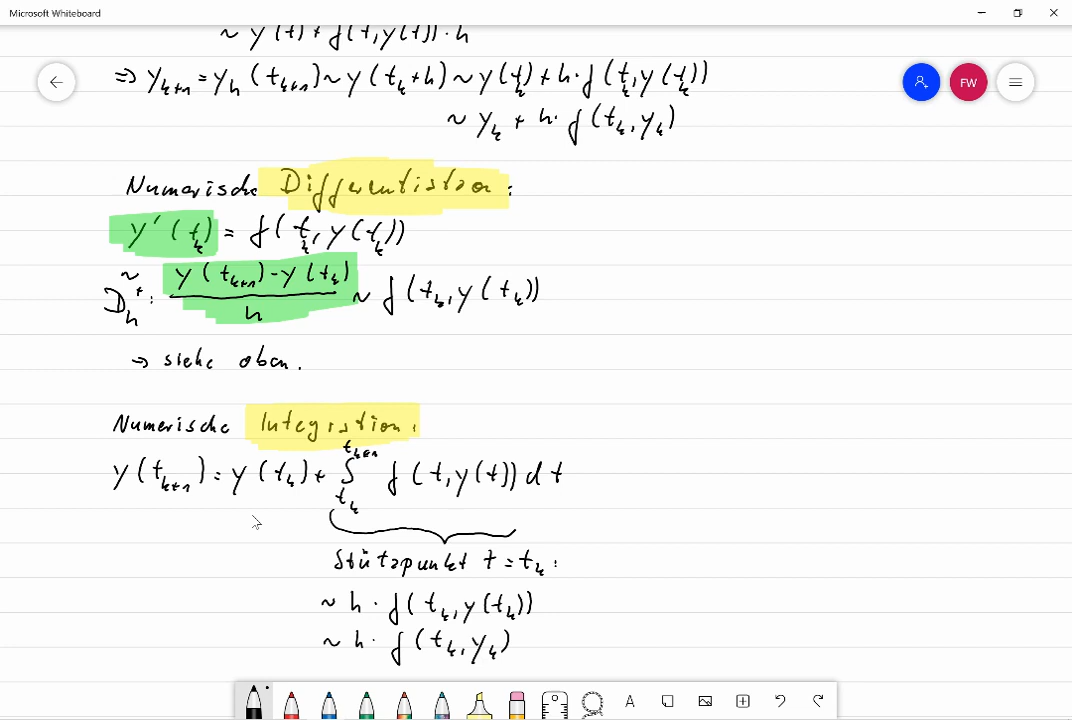 Microsoft Whiteboard
~ y(t) + f(t, y(t)) · h
⇒ y_{k+1} = y_h(t_{k+1}) ~ y(t_k + h) ~ y(t_k) + h · f(t_k, y(t_k))
~ y_k + h · f(t_k, y_k)
FW
Numerische Differentiation:
y'(t_k) = f(t_k, y(t_k))
~ D_h^+: (y(t_{k+1}) - y(t_k)) / h ~ f(t_k, y(t_k))
→ siehe oben.
Numerische Integration:
y(t_{k+1}) = y(t_k) + ∫_{t_k}^{t_{k+1}} f(t, y(t)) dt
Stützpunkt t = t_k:
~ h · f(t_k, y(t_k))
~ h · f(t_k, y_k)
A